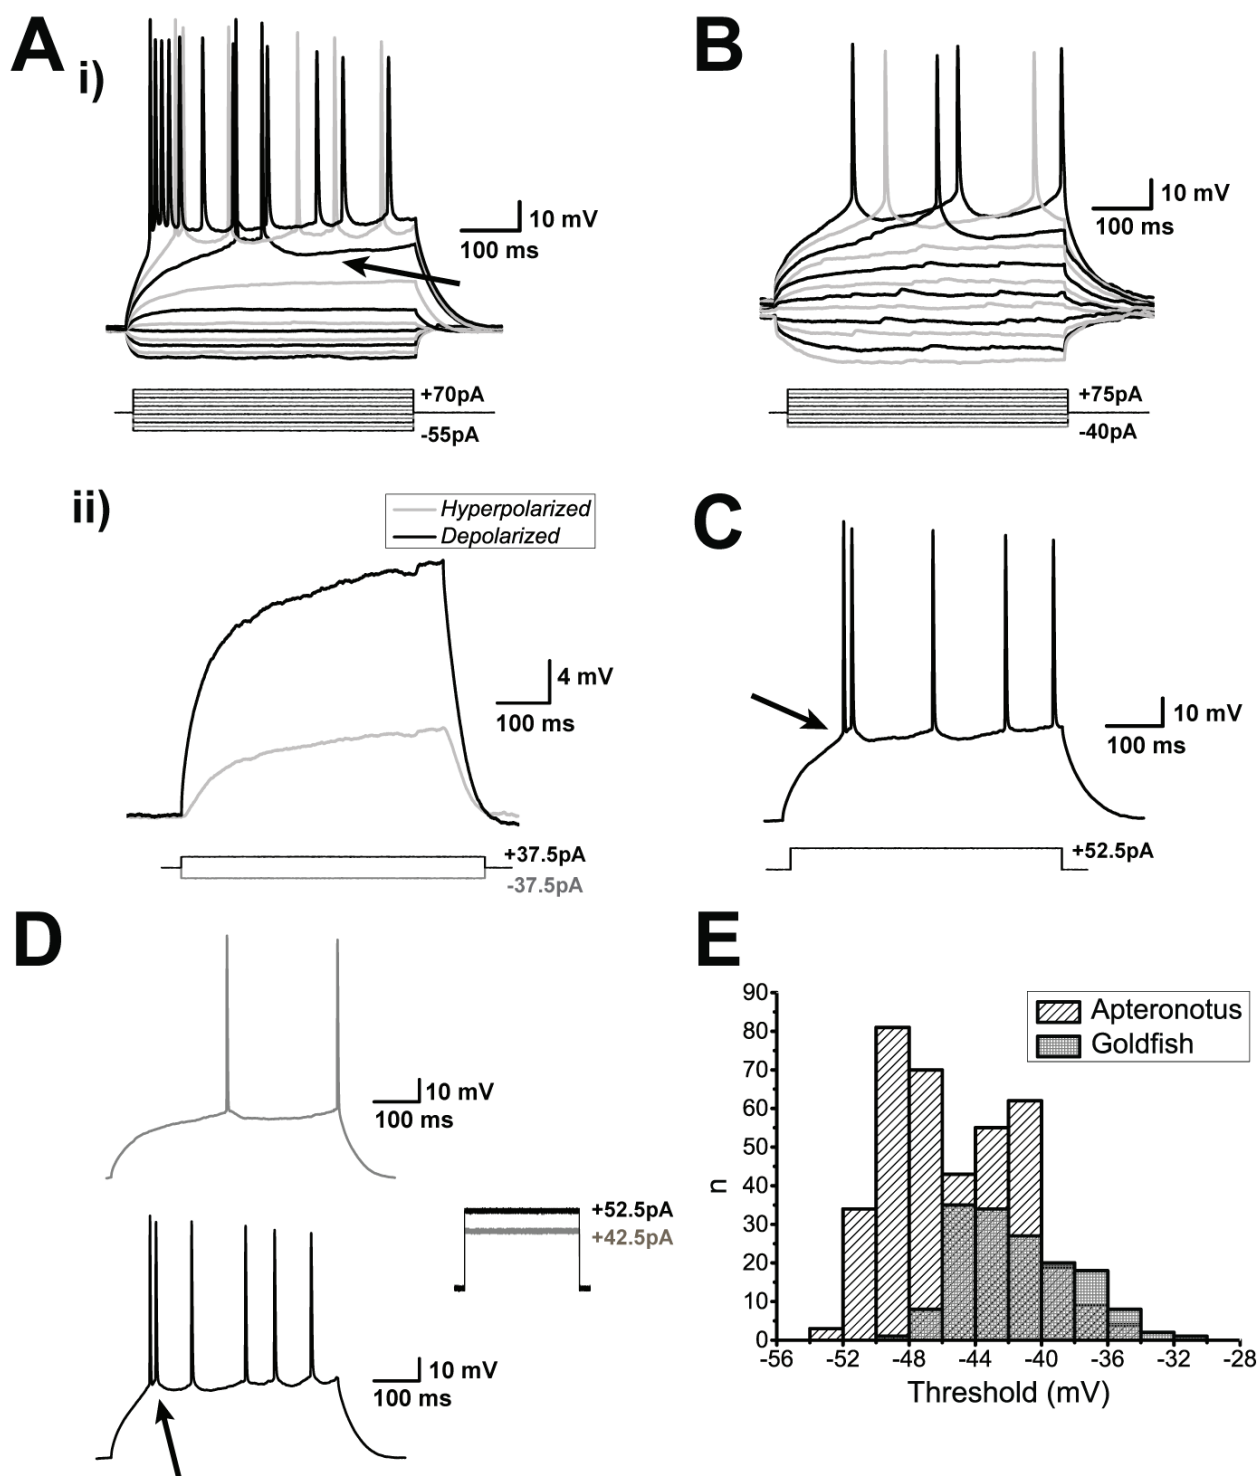 A
i)
10 mV
100 ms
+70pA
-55pA
B
10 mV
100 ms
+75pA
-40pA
ii)
Hyperpolarized
Depolarized
4 mV
100 ms
+37.5pA
-37.5pA
C
10 mV
100 ms
+52.5pA
D
10 mV
100 ms
+52.5pA
+42.5pA
10 mV
100 ms
E
Apteronotus
Goldfish
90
80
70
60
50
40
30
20
10
0
n
-56 -52 -48 -44 -40 -36 -32 -28
Threshold (mV)